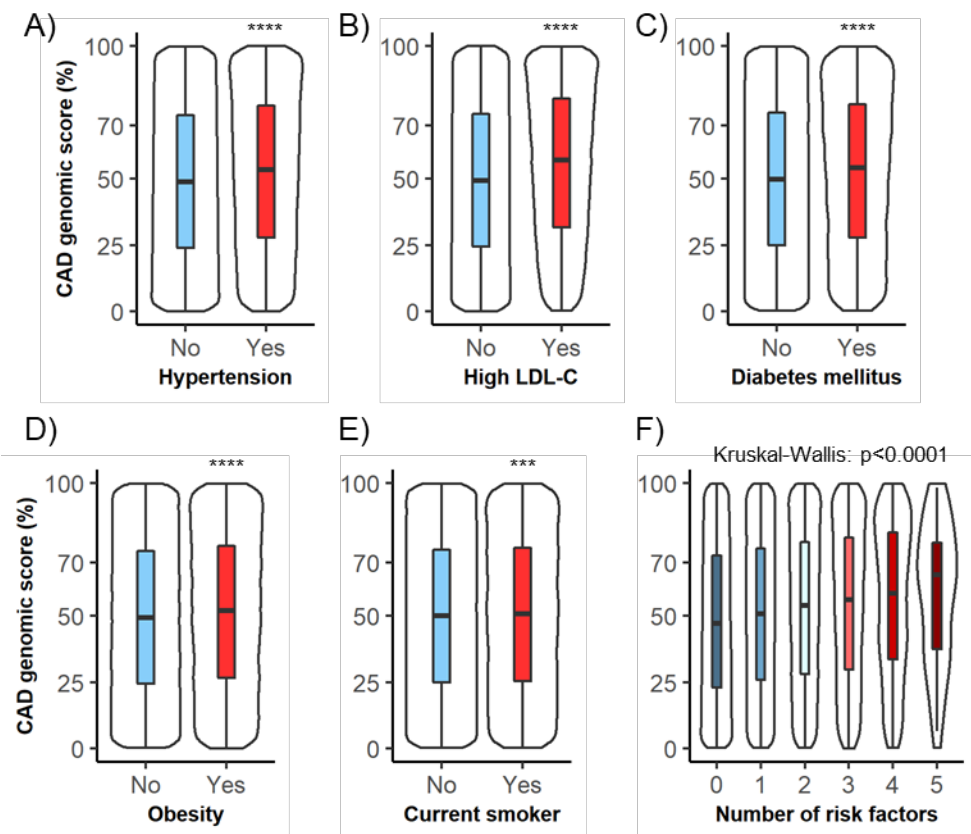 A)
****
CAD genomic score (%)
100
70
50
25
0
No Yes
Hypertension
B)
****
100
70
50
25
0
No Yes
High LDL-C
C)
****
100
70
50
25
0
No Yes
Diabetes mellitus
D)
****
CAD genomic score (%)
100
70
50
25
0
No Yes
Obesity
E)
***
100
70
50
25
0
No Yes
Current smoker
F)
Kruskal-Wallis: p<0.0001
100
70
50
25
0
0 1 2 3 4 5
Number of risk factors